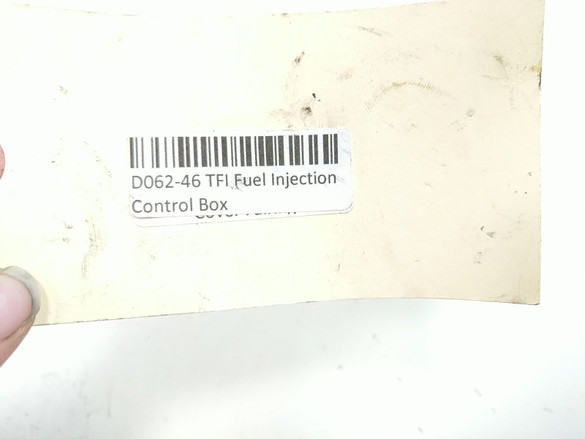 D062-46 TFI Fuel Injection
Control Box